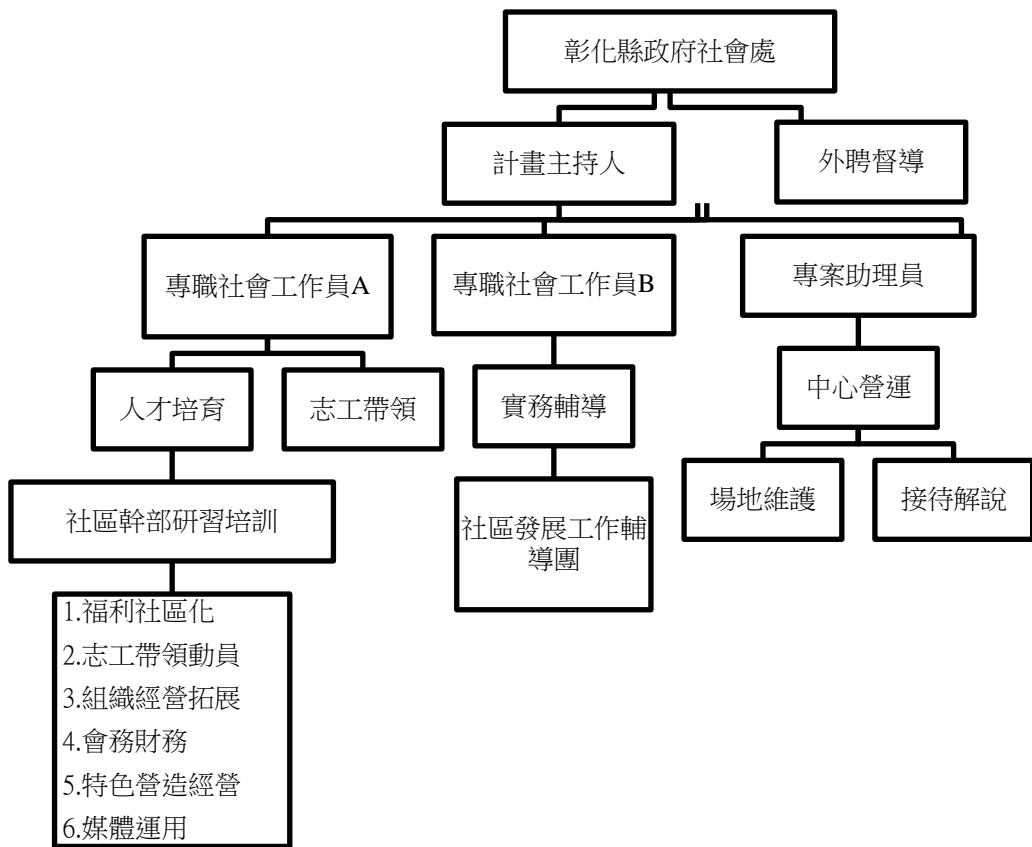 彰化縣政府社會處
計畫主持人
外聘督導
專職社會工作員A
專職社會工作員B
專案助理員
人才培育
志工帶領
實務輔導
中心營運
社區幹部研習培訓
社區發展工作輔
導團
場地維護
接待解說
1.福利社區化
2.志工帶領動員
3.組織經營拓展
4.會務財務
5.特色營造經營
6.媒體運用